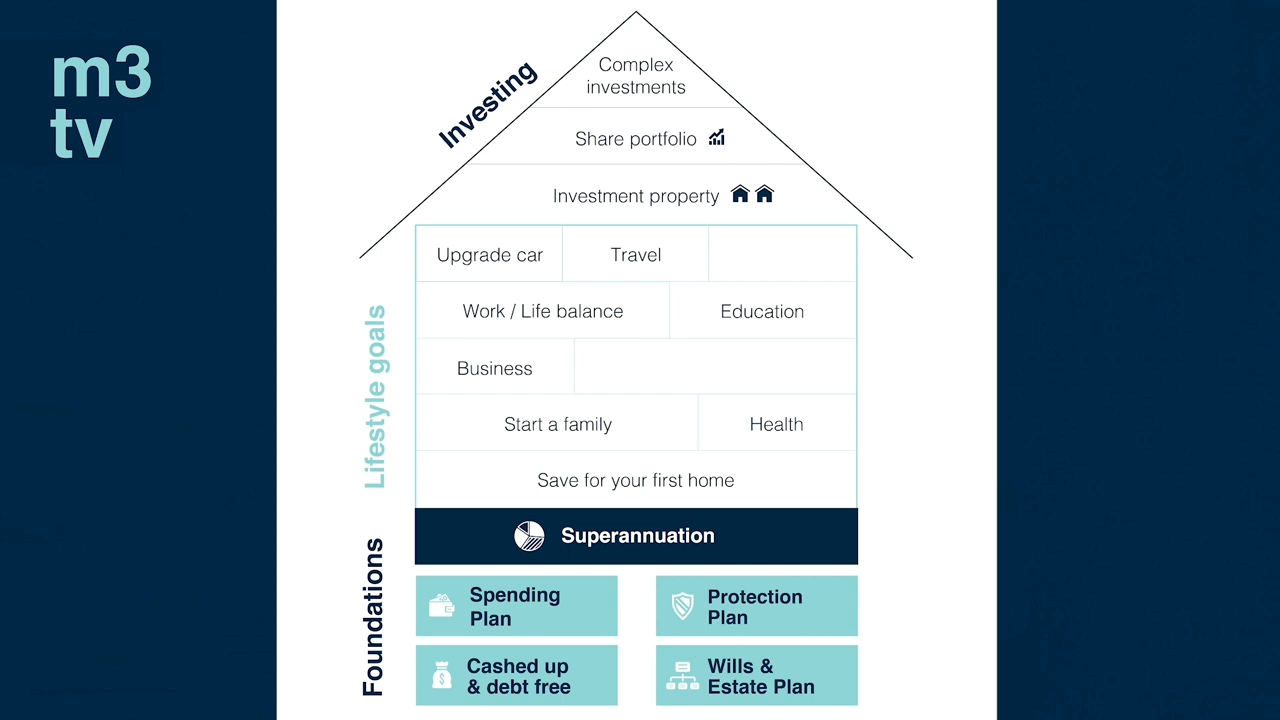 m3
tv
Investing
Complex
investments
Share portfolio
Investment property
Upgrade car
Travel
Work / Life balance
Education
Business
Lifestyle goals
Start a family
Health
Save for your first home
Superannuation
Foundations
Spending
Plan
Protection
Plan
Cashed up
& debt free
Wills &
Estate Plan